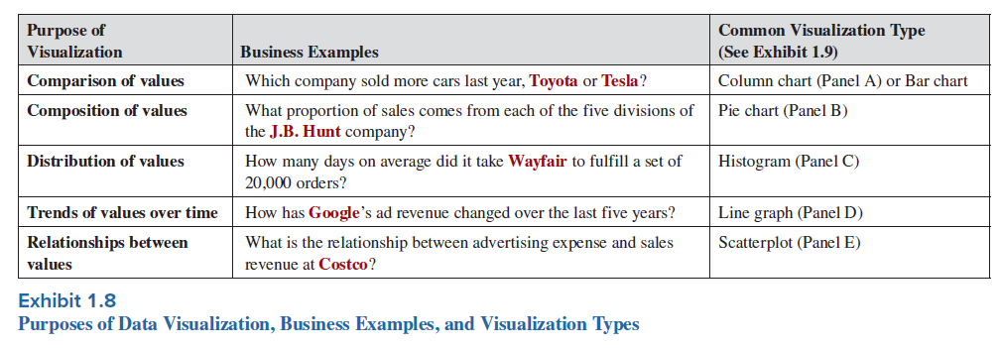 Purpose of
Visualization
Business Examples
Common Visualization Type
(See Exhibit 1.9)
Comparison of values
Which company sold more cars last year, Toyota or Tesla?
Column chart (Panel A) or Bar chart
Composition of values
What proportion of sales comes from each of the five divisions of
the J.B. Hunt company?
Pie chart (Panel B)
Distribution of values
How many days on average did it take Wayfair to fulfill a set of
20,000 orders?
Histogram (Panel C)
Trends of values over time
How has Google's ad revenue changed over the last five years?
Line graph (Panel D)
Relationships between
values
What is the relationship between advertising expense and sales
revenue at Costco?
Scatterplot (Panel E)
Exhibit 1.8
Purposes of Data Visualization, Business Examples, and Visualization Types